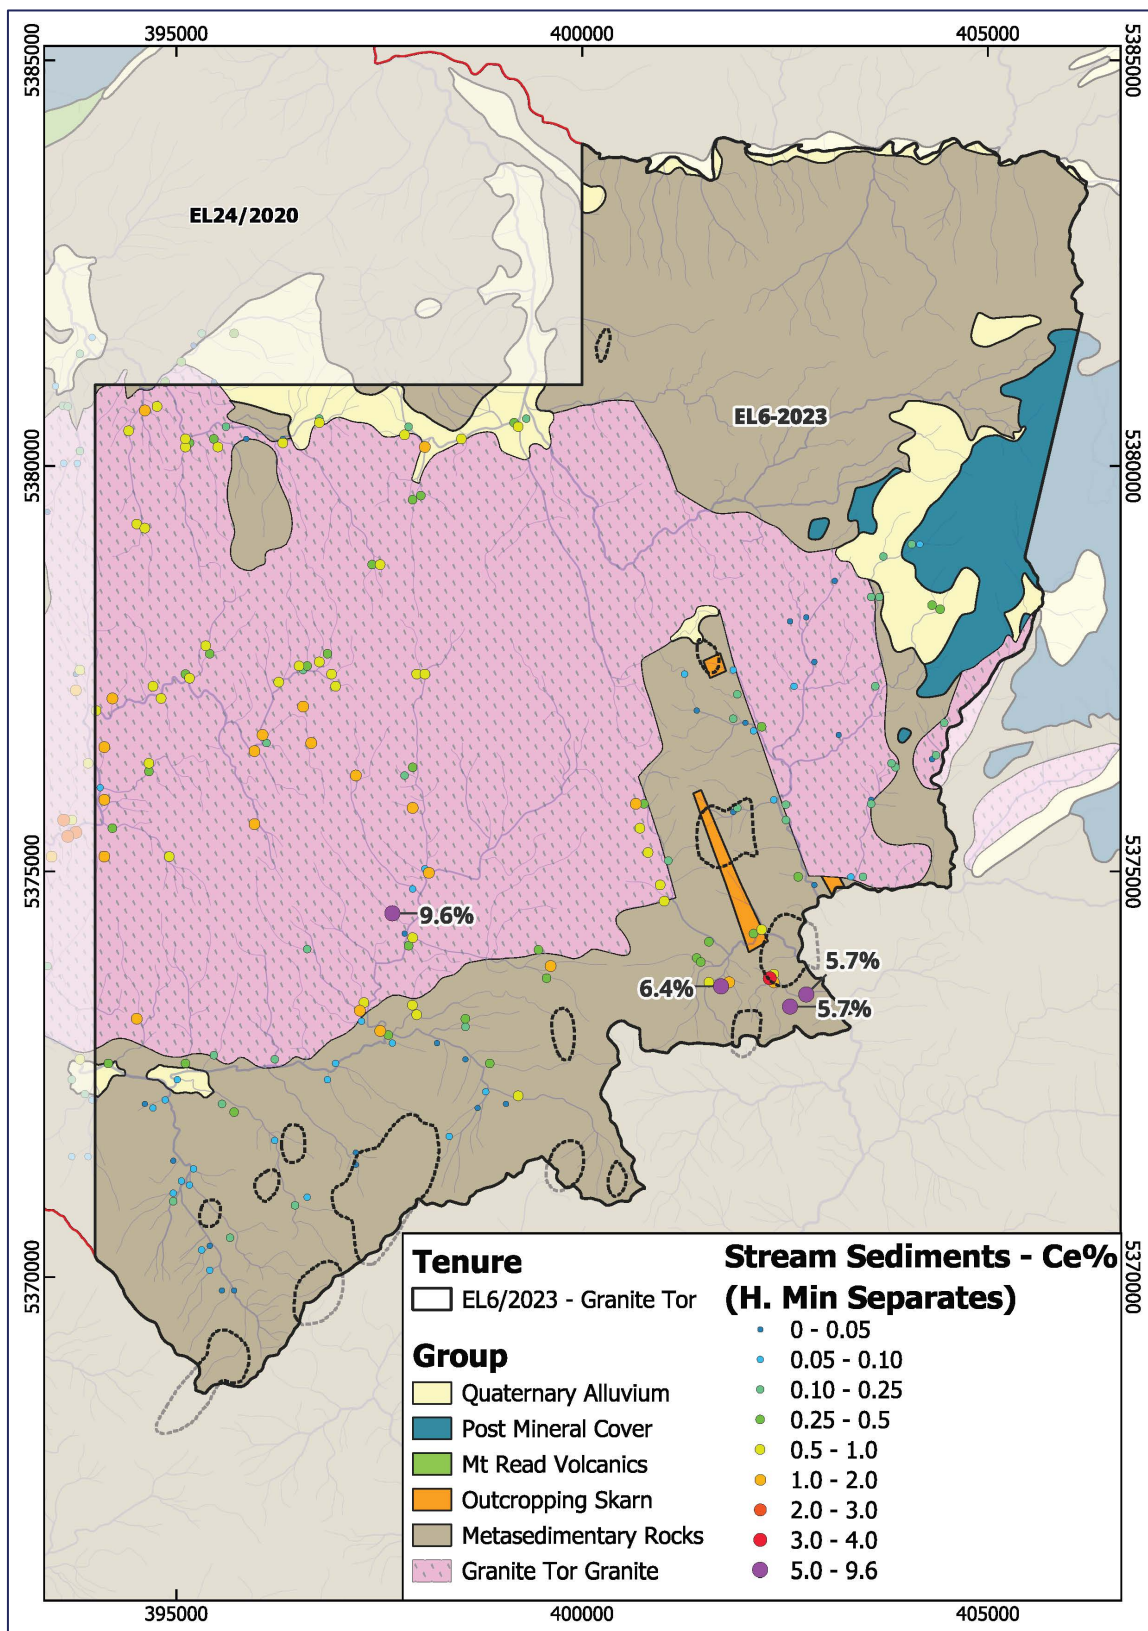 395000
400000
405000
5385000
5385000
EL24/2020
EL6-2023
5380000
5380000
5375000
5375000
9.6%
6.4%
5.7%
5.7%
5370000
5370000
Tenure
EL6/2023 - Granite Tor
Group
Quaternary Alluvium
Post Mineral Cover
Mt Read Volcanics
Outcropping Skarn
Metasedimentary Rocks
Granite Tor Granite
Stream Sediments - Ce%
(H. Min Separates)
0 - 0.05
0.05 - 0.10
0.10 - 0.25
0.25 - 0.5
0.5 - 1.0
1.0 - 2.0
2.0 - 3.0
3.0 - 4.0
5.0 - 9.6
395000
400000
405000